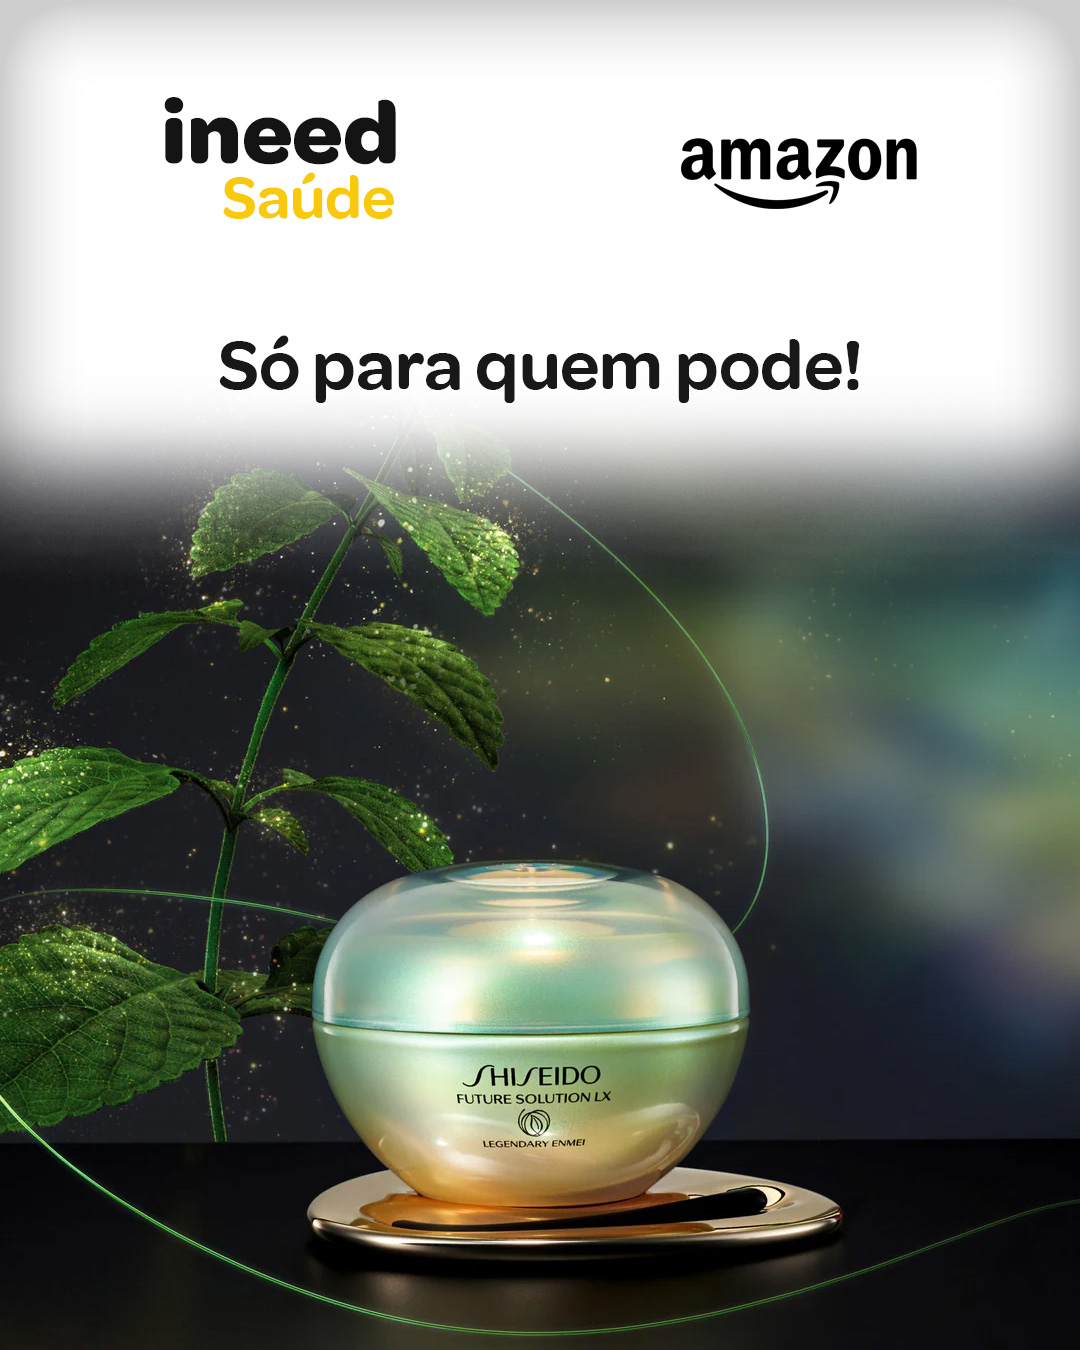 ineed
Saúde
amazon
Só para quem pode!
SHISEIDO
FUTURE SOLUTION LX
LEGENDARY ENMEI